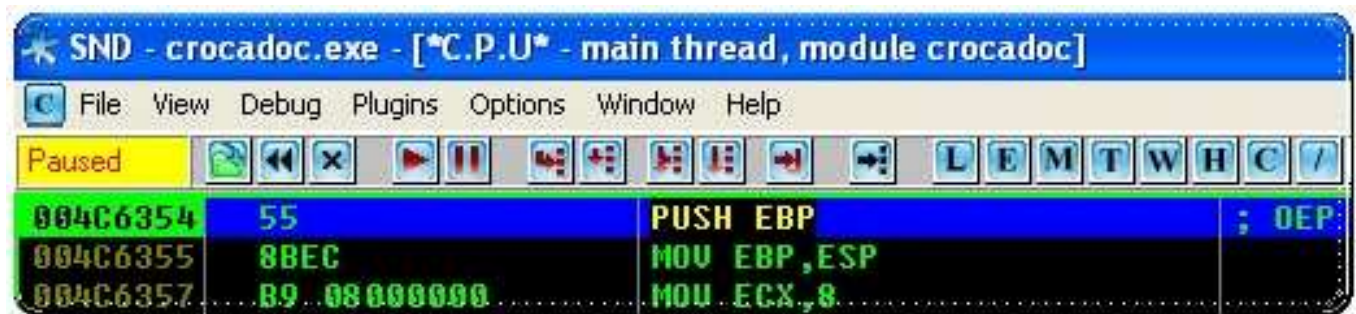 SND - crocadoc.exe - [*C.P.U* - main thread, module crocadoc]
C File View Debug Plugins Options Window Help
Paused L E M T W H C /
004C6354 55 PUSH EBP ; OEP
004C6355 8BEC MOV EBP,ESP
004C6357 B9 08000000 MOV ECX,8